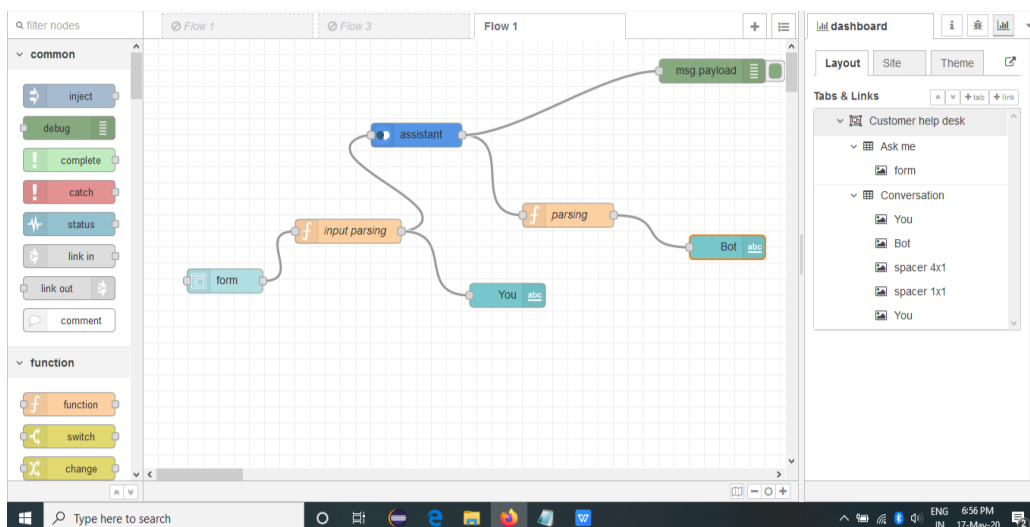 filter nodes
Flow 1
Flow 3
Flow 1
dashboard
common
inject
debug
complete
catch
status
link in
link out
comment
function
function
switch
change
msg.payload
assistant
input parsing
parsing
form
You abc
Bot abc
Layout
Site
Theme
Tabs & Links
+ tab
+ link
Customer help desk
Ask me
form
Conversation
You
Bot
spacer 4x1
spacer 1x1
You
Type here to search
ENG
IN
6:56 PM
17-May-20